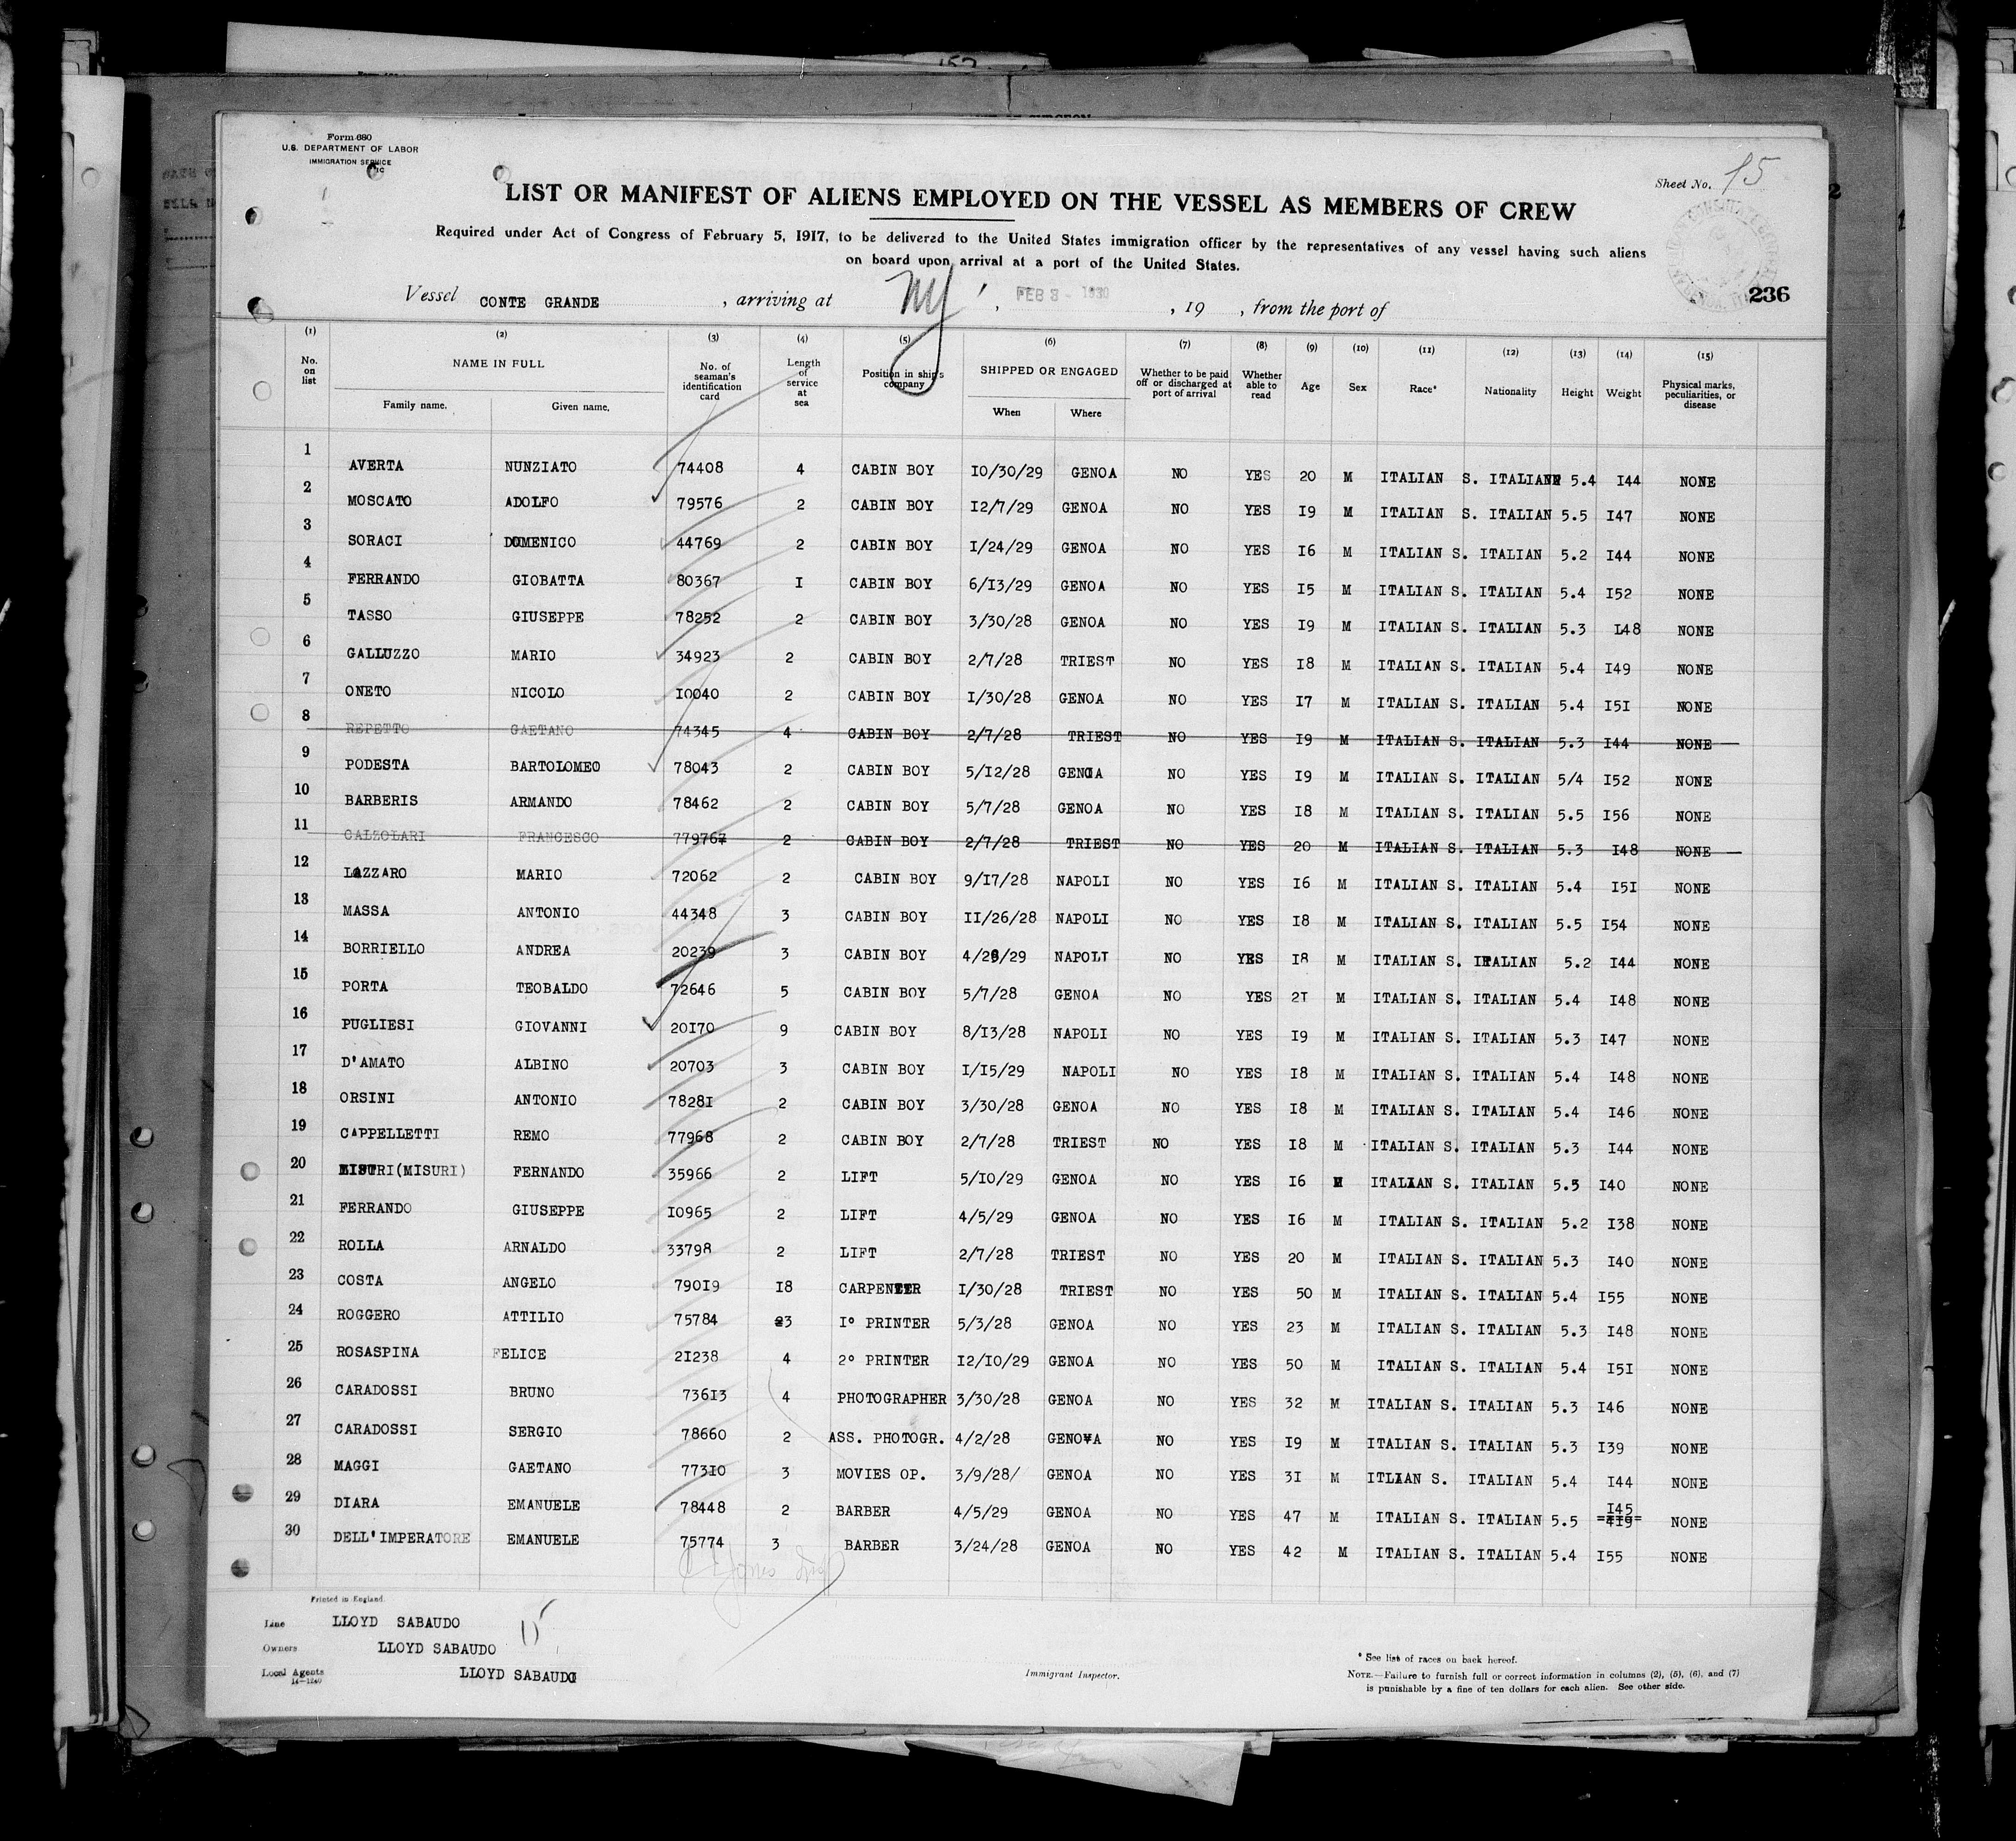 Form 680
U.S. DEPARTMENT OF LABOR
IMMIGRATION SERVICE
Sheet No. 15
LIST OR MANIFEST OF ALIENS EMPLOYED ON THE VESSEL AS MEMBERS OF CREW
Required under Act of Congress of February 5, 1917, to be delivered to the United States immigration officer by the representatives of any vessel having such aliens
on board upon arrival at a port of the United States.
Vessel CONTE GRANDE , arriving at NY , FEB 3 - 1930 , 19 , from the port of
236
(1) (2) (3) (4) (5) (6) (7) (8) (9) (10) (11) (12) (13) (14) (15)
No. on list NAME IN FULL No. of seaman's identification card Length of service at sea Position in ship's company SHIPPED OR ENGAGED Whether to be paid off or discharged at port of arrival Whether able to read Age Sex Race* Nationality Height Weight Physical marks, peculiarities, or disease
Family name. Given name. When Where
1 AVERTA NUNZIATO 74408 4 CABIN BOY 10/30/29 GENOA NO YES 20 M ITALIAN S. ITALIAN 5.4 144 NONE
2 MOSCATO ADOLFO 79576 2 CABIN BOY 12/7/29 GENOA NO YES 19 M ITALIAN S. ITALIAN 5.5 147 NONE
3 SORACI DOMENICO 44769 2 CABIN BOY 1/24/29 GENOA NO YES 16 M ITALIAN S. ITALIAN 5.2 144 NONE
4 FERRANDO GIOBATTA 80367 1 CABIN BOY 6/13/29 GENOA NO YES 15 M ITALIAN S. ITALIAN 5.4 152 NONE
5 TASSO GIUSEPPE 78252 2 CABIN BOY 3/30/28 GENOA NO YES 19 M ITALIAN S. ITALIAN 5.3 148 NONE
6 GALLUZZO MARIO 34923 2 CABIN BOY 2/7/28 TRIEST NO YES 18 M ITALIAN S. ITALIAN 5.4 149 NONE
7 ONETO NICOLO 10040 2 CABIN BOY 1/30/28 GENOA NO YES 17 M ITALIAN S. ITALIAN 5.4 151 NONE
8 REPETTO GAETANO 74345 4 CABIN BOY 2/7/28 TRIEST NO YES 19 M ITALIAN S. ITALIAN 5.3 144 NONE
9 PODESTA BARTOLOMEO 78043 2 CABIN BOY 5/12/28 GENOA NO YES 19 M ITALIAN S. ITALIAN 5/4 152 NONE
10 BARBERIS ARMANDO 78462 2 CABIN BOY 5/7/28 GENOA NO YES 18 M ITALIAN S. ITALIAN 5.5 156 NONE
11 CALZOLARI FRANCESCO 779767 2 CABIN BOY 2/7/28 TRIEST NO YES 20 M ITALIAN S. ITALIAN 5.3 148 NONE
12 LAZZARO MARIO 72062 2 CABIN BOY 9/17/28 NAPOLI NO YES 16 M ITALIAN S. ITALIAN 5.4 151 NONE
13 MASSA ANTONIO 44348 3 CABIN BOY 11/26/28 NAPOLI NO YES 18 M ITALIAN S. ITALIAN 5.5 154 NONE
14 BORRIELLO ANDREA 20239 3 CABIN BOY 4/28/29 NAPOLI NO YES 18 M ITALIAN S. ITALIAN 5.2 144 NONE
15 PORTA TEOBALDO 72646 5 CABIN BOY 5/7/28 GENOA NO YES 21 M ITALIAN S. ITALIAN 5.4 148 NONE
16 PUGLIESI GIOVANNI 20170 9 CABIN BOY 8/13/28 NAPOLI NO YES 19 M ITALIAN S. ITALIAN 5.3 147 NONE
17 D'AMATO ALBINO 20703 3 CABIN BOY 1/15/29 NAPOLI NO YES 18 M ITALIAN S. ITALIAN 5.4 148 NONE
18 ORSINI ANTONIO 78281 2 CABIN BOY 3/30/28 GENOA NO YES 18 M ITALIAN S. ITALIAN 5.4 146 NONE
19 CAPPELLETTI REMO 77968 2 CABIN BOY 2/7/28 TRIEST NO YES 18 M ITALIAN S. ITALIAN 5.3 144 NONE
20 (MISURI) FERNANDO 35966 2 LIFT 5/10/29 GENOA NO YES 16 M ITALIAN S. ITALIAN 5.5 140 NONE
21 FERRANDO GIUSEPPE 10965 2 LIFT 4/5/29 GENOA NO YES 16 M ITALIAN S. ITALIAN 5.2 138 NONE
22 ROLLA ARNALDO 33798 2 LIFT 2/7/28 TRIEST NO YES 20 M ITALIAN S. ITALIAN 5.3 140 NONE
23 COSTA ANGELO 79019 18 CARPENTER 1/30/28 TRIEST NO YES 50 M ITALIAN S. ITALIAN 5.4 155 NONE
24 ROGGERO ATTILIO 75784 23 1° PRINTER 5/3/28 GENOA NO YES 23 M ITALIAN S. ITALIAN 5.3 148 NONE
25 ROSASPINA FELICE 21238 4 2° PRINTER 12/10/29 GENOA NO YES 50 M ITALIAN S. ITALIAN 5.4 151 NONE
26 CARADOSSI BRUNO 73613 4 PHOTOGRAPHER 3/30/28 GENOA NO YES 32 M ITALIAN S. ITALIAN 5.3 146 NONE
27 CARADOSSI SERGIO 78660 2 ASS. PHOTOGR. 4/2/28 GENOVA NO YES 19 M ITALIAN S. ITALIAN 5.3 139 NONE
28 MAGGI GAETANO 77310 3 MOVIES OP. 3/9/28/ GENOA NO YES 31 M ITLIAN S. ITALIAN 5.4 144 NONE
29 DIARA EMANUELE 78448 2 BARBER 4/5/29 GENOA NO YES 47 M ITALIAN S. ITALIAN 5.5 145 NONE
30 DELL'IMPERATORE EMANUELE 75774 3 BARBER 3/24/28 GENOA NO YES 42 M ITALIAN S. ITALIAN 5.4 155 NONE
Printed in England.
Line LLOYD SABAUDO
Owners LLOYD SABAUDO
Local Agents LLOYD SABAUDO
14—1240
Immigrant Inspector.
* See list of races on back hereof.
NOTE.—Failure to furnish full or correct information in columns (2), (5), (6), and (7)
is punishable by a fine of ten dollars for each alien. See other side.